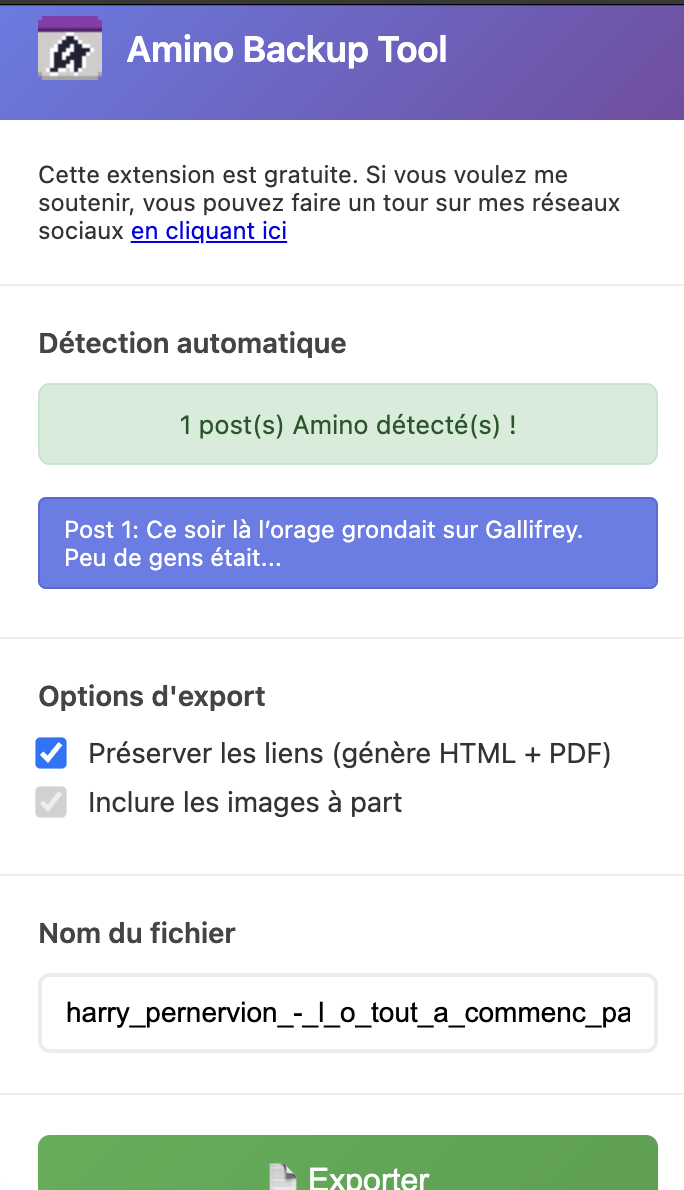 Amino Backup Tool
Cette extension est gratuite. Si vous voulez me
soutenir, vous pouvez faire un tour sur mes réseaux
sociaux en cliquant ici
Détection automatique
1 post(s) Amino détecté(s) !
Post 1: Ce soir là l’orage grondait sur Gallifrey.
Peu de gens était...
Options d'export
Préserver les liens (génère HTML + PDF)
Inclure les images à part
Nom du fichier
harry_pernervion_-_l_o_tout_a_commenc_pa
Exporter